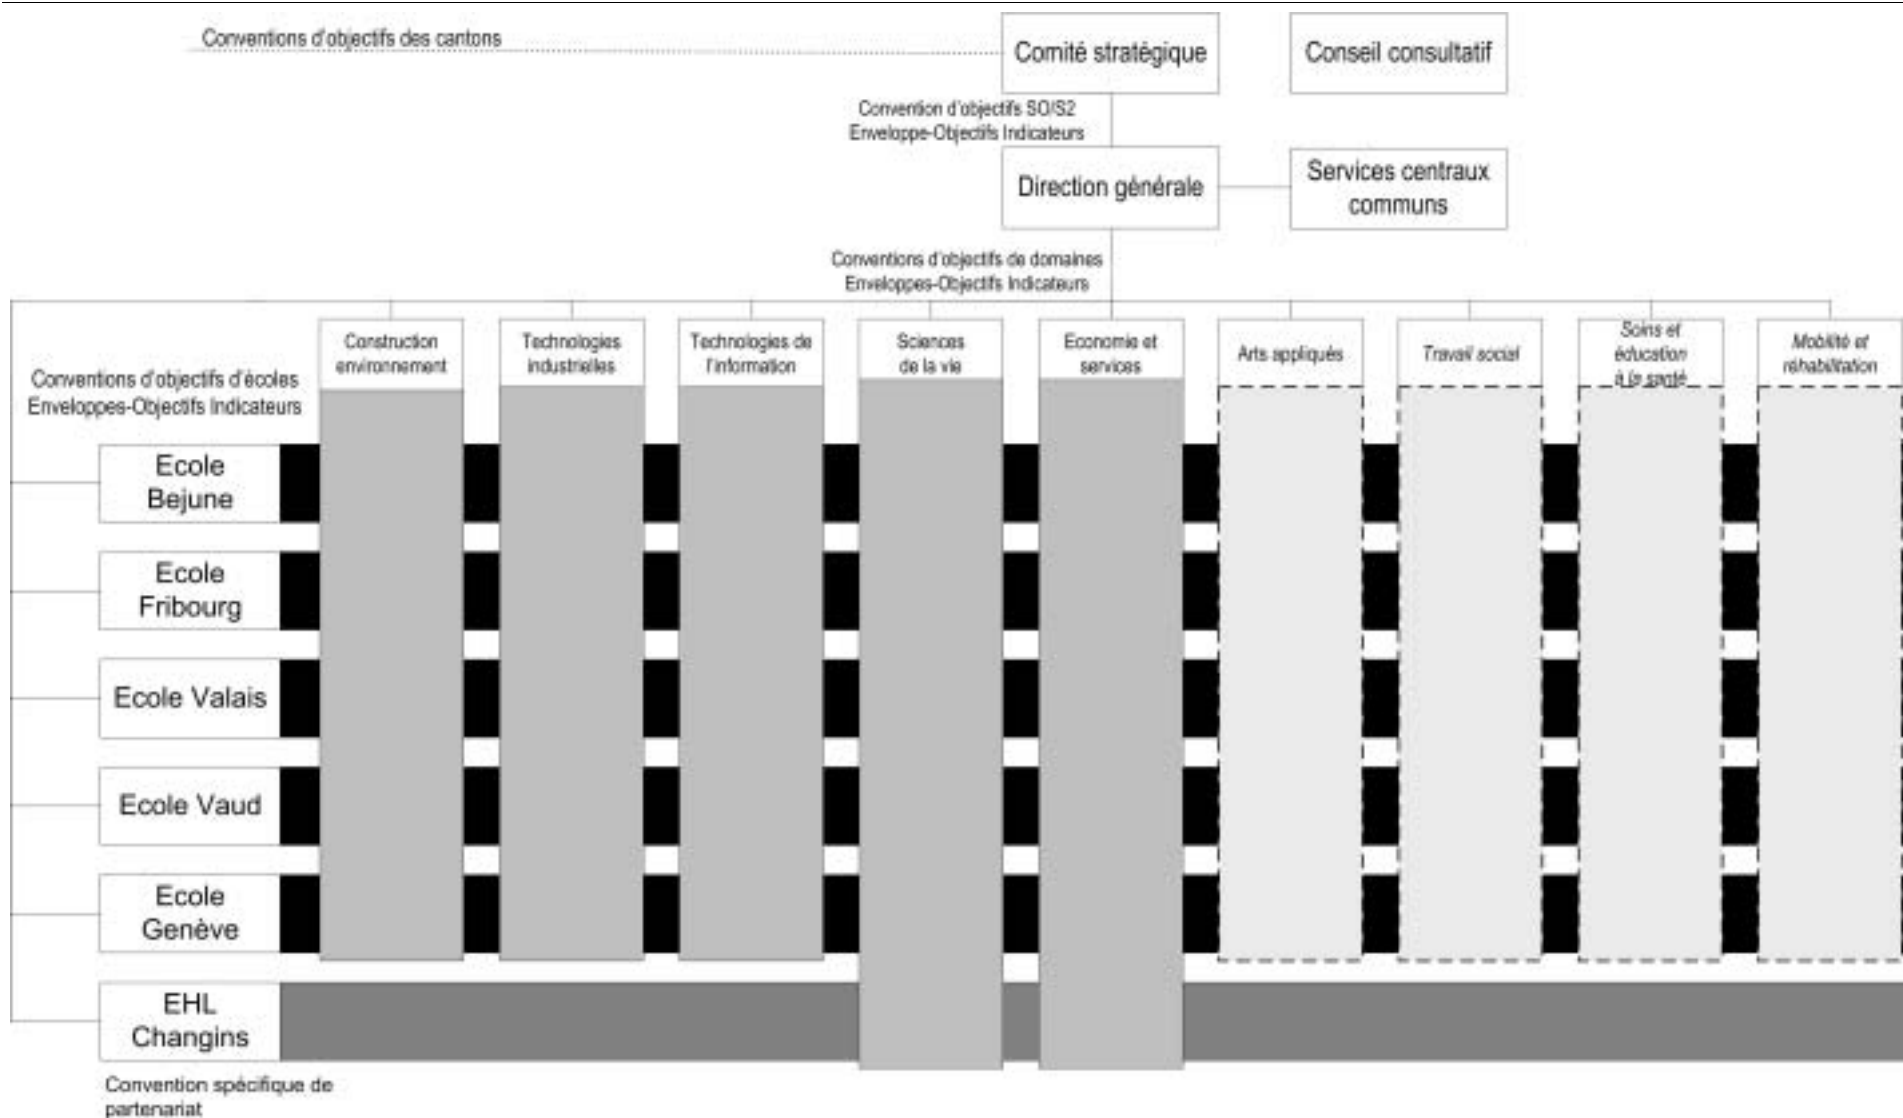 Conventions d'objectifs des cantons
Comité stratégique
Conseil consultatif
Convention d'objectifs SO/S2
Enveloppe-Objectifs Indicateurs
Direction générale
Services centraux
communs
Conventions d'objectifs de domaines
Enveloppes-Objectifs Indicateurs
Construction
environnement
Technologies
industrielles
Technologies de
l'information
Sciences
de la vie
Economie et
services
Arts appliqués
Travail social
Soins et
éducation
à la santé
Mobilité et
réhabilitation
Conventions d'objectifs d'écoles
Enveloppes-Objectifs Indicateurs
Ecole
Bejune
Ecole
Fribourg
Ecole Valais
Ecole Vaud
Ecole
Genève
EHL
Changins
Convention spécifique de
partenariat